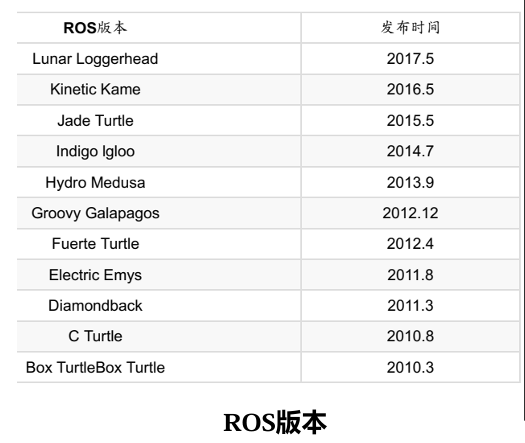 ROS版本 发布时间
Lunar Loggerhead 2017.5
Kinetic Kame 2016.5
Jade Turtle 2015.5
Indigo Igloo 2014.7
Hydro Medusa 2013.9
Groovy Galapagos 2012.12
Fuerte Turtle 2012.4
Electric Emys 2011.8
Diamondback 2011.3
C Turtle 2010.8
Box TurtleBox Turtle 2010.3
ROS版本